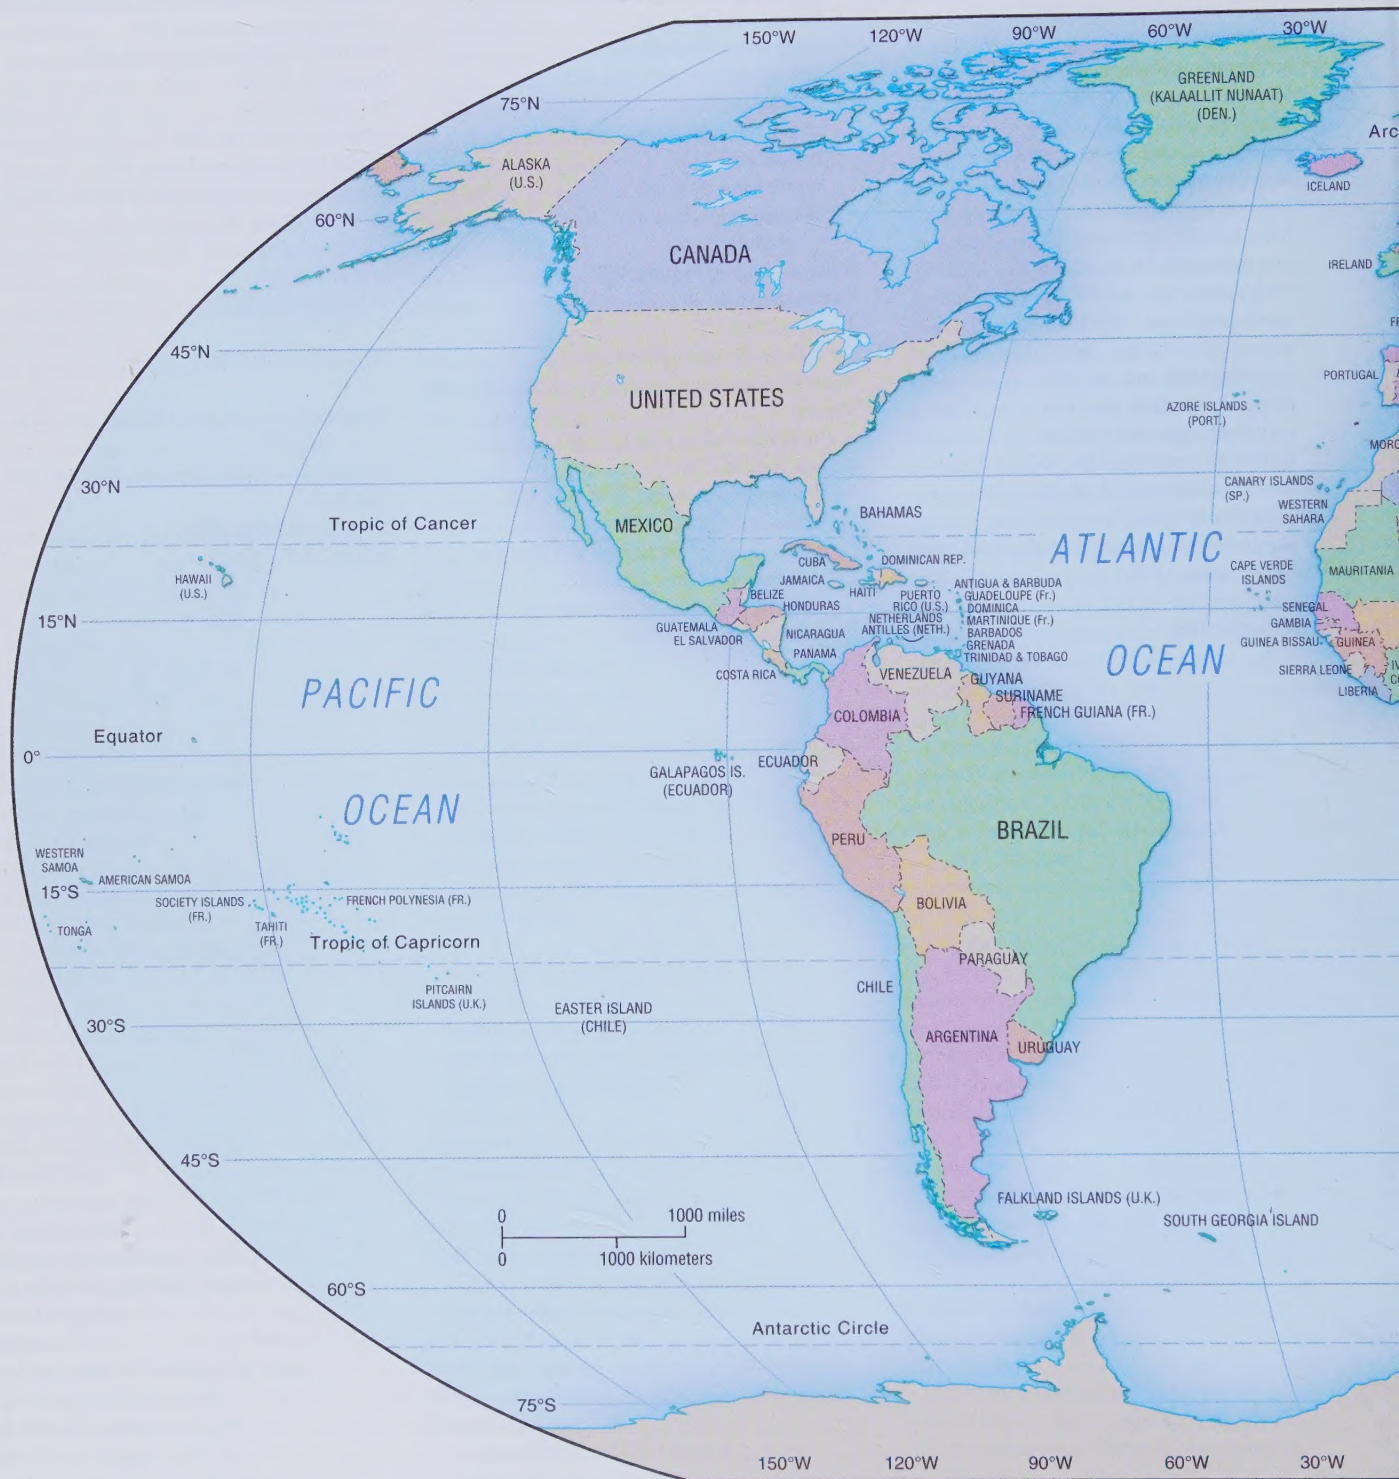 150°W
120°W
90°W
60°W
30°W
75°N
GREENLAND
(KALAALLIT NUNAAT)
(DEN.)
Arc
ALASKA
(U.S.)
ICELAND
60°N
CANADA
IRELAND
FR
45°N
PORTUGAL
UNITED STATES
AZORE ISLANDS
(PORT.)
MORO
30°N
CANARY ISLANDS
(SP.)
WESTERN
SAHARA
Tropic of Cancer
MEXICO
BAHAMAS
ATLANTIC
OCEAN
CUBA
DOMINICAN REP.
CAPE VERDE
ISLANDS
MAURITANIA
HAWAII
(U.S.)
JAMAICA
HAITI
PUERTO
RICO (U.S.)
ANTIGUA & BARBUDA
GUADELOUPE (Fr.)
DOMINICA
MARTINIQUE (Fr.)
BARBADOS
GRENADA
TRINIDAD & TOBAGO
BELIZE
HONDURAS
NETHERLANDS
ANTILLES (NETH.)
15°N
GUATEMALA
EL SALVADOR
NICARAGUA
PANAMA
COSTA RICA
SENEGAL
GAMBIA
GUINEA BISSAU
GUINEA
SIERRA LEONE
LIBERIA
IV
CO
PACIFIC
OCEAN
VENEZUELA
GUYANA
SURINAME
FRENCH GUIANA (FR.)
COLOMBIA
Equator
0°
GALAPAGOS IS.
(ECUADOR)
ECUADOR
PERU
BRAZIL
WESTERN
SAMOA
AMERICAN SAMOA
15°S
SOCIETY ISLANDS
(FR.)
FRENCH POLYNESIA (FR.)
TAHITI
(FR.)
TONGA
BOLIVIA
Tropic of Capricorn
PARAGUAY
PITCAIRN
ISLANDS (U.K.)
EASTER ISLAND
(CHILE)
CHILE
30°S
ARGENTINA
URUGUAY
45°S
FALKLAND ISLANDS (U.K.)
SOUTH GEORGIA ISLAND
0
1000 miles
0
1000 kilometers
60°S
Antarctic Circle
75°S
150°W
120°W
90°W
60°W
30°W